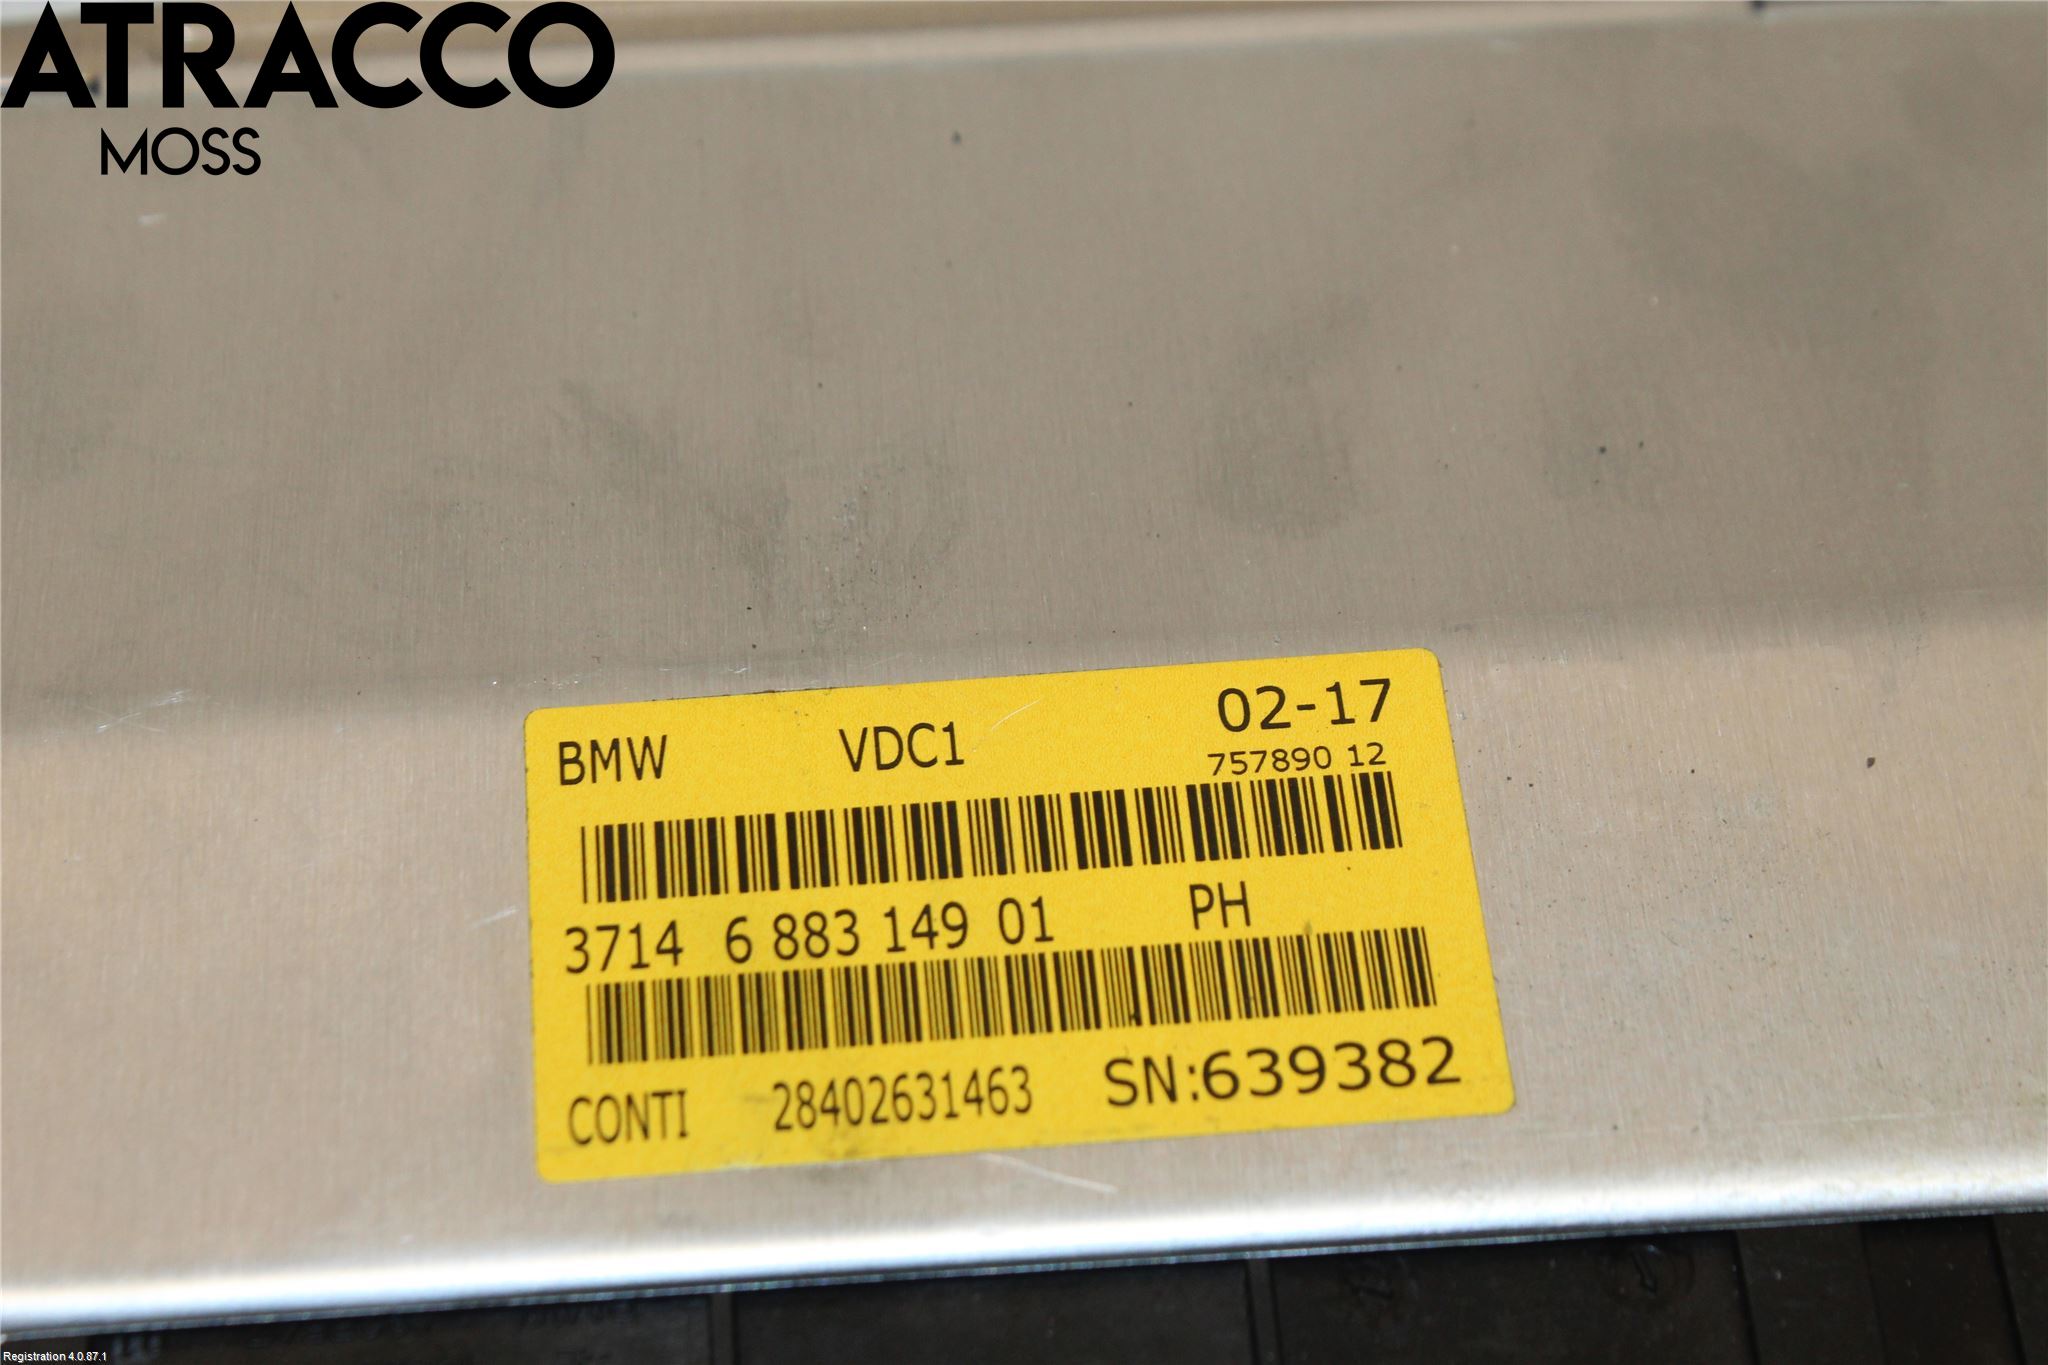 ATRACCO
MOSS
BMW VDC1 02-17
757890 12
3714 6 883 149 01 PH
CONTI 28402631463 SN:639382
Registration 4.0.87.1